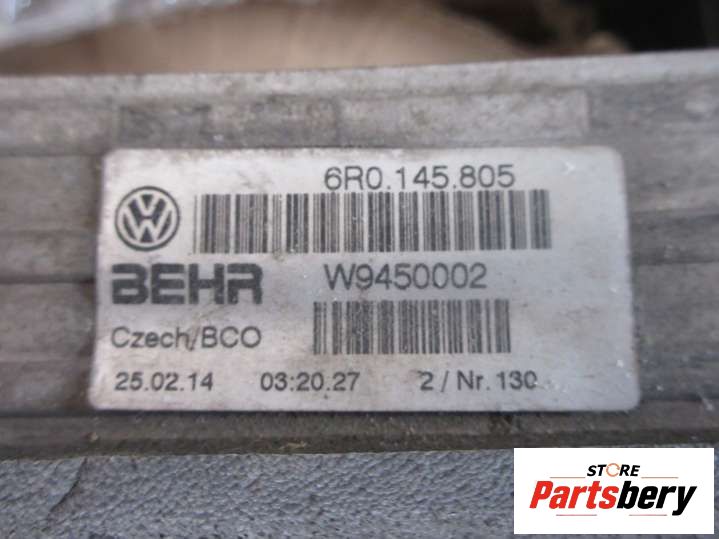 6R0.145.805
BEHR W9450002
Czech/BCO
25.02.14 03:20.27 2 / Nr. 130
STORE
Partsbery